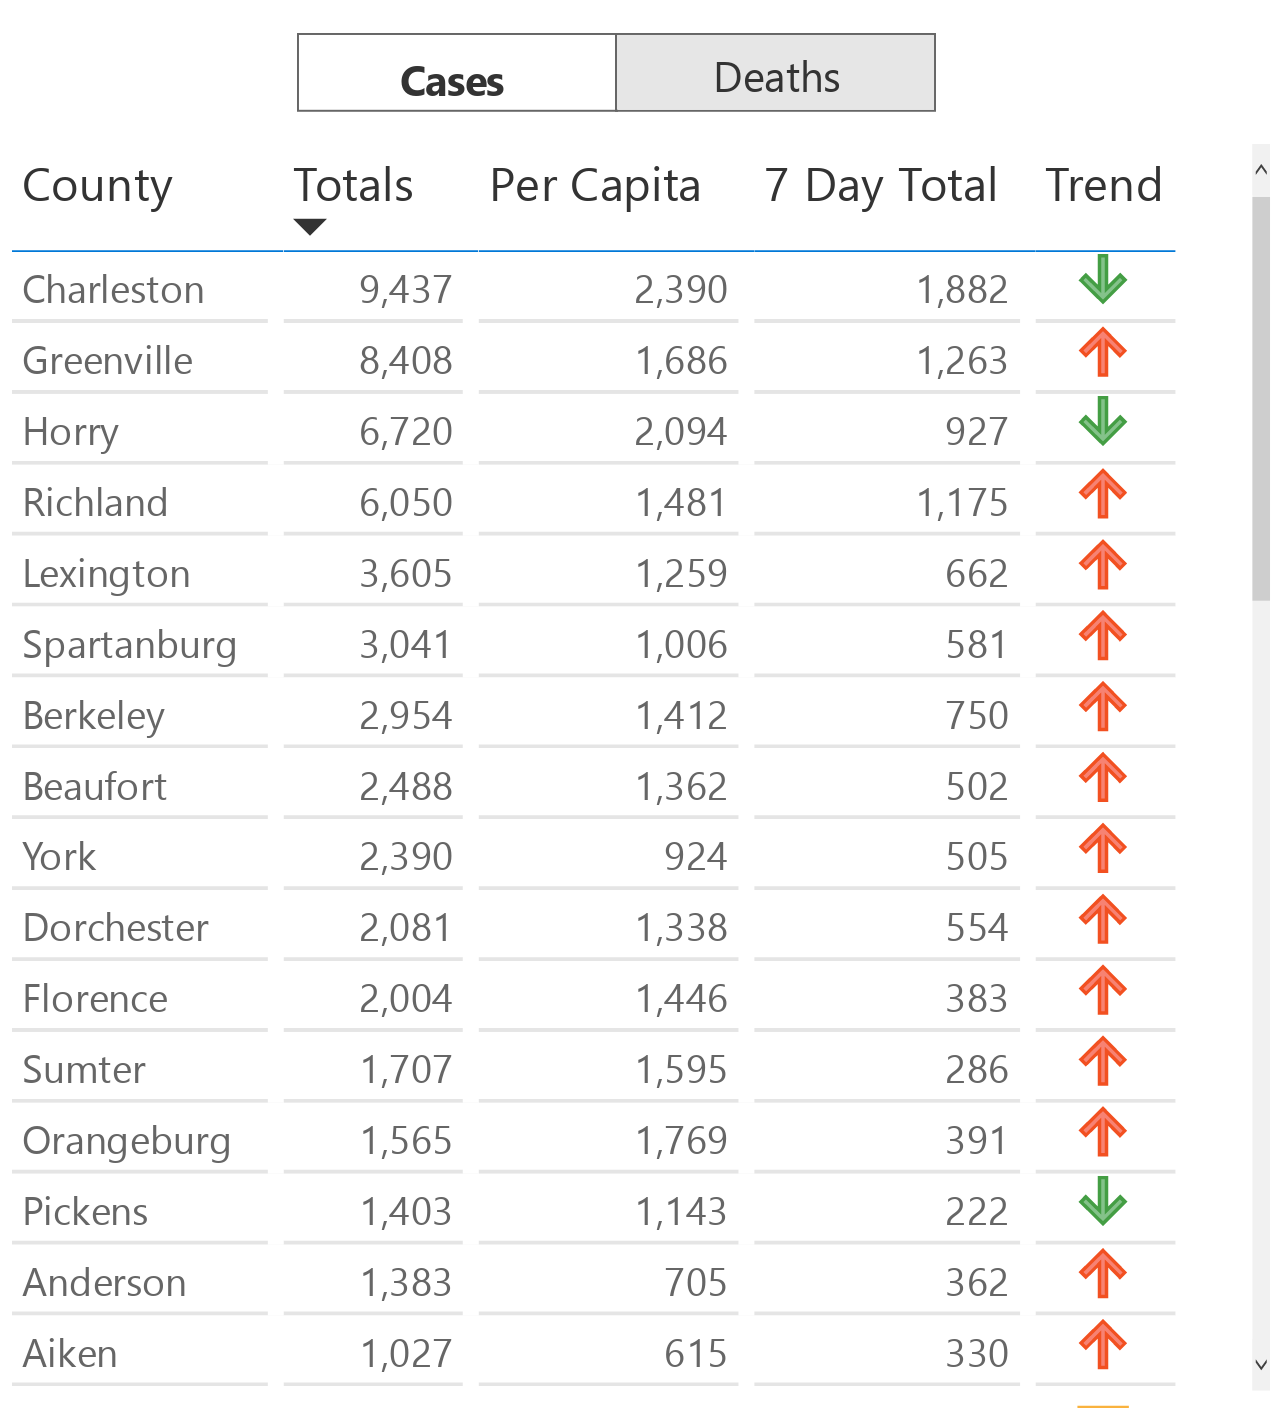 Cases Deaths
County Totals Per Capita 7 Day Total Trend
Charleston 9,437 2,390 1,882
Greenville 8,408 1,686 1,263
Horry 6,720 2,094 927
Richland 6,050 1,481 1,175
Lexington 3,605 1,259 662
Spartanburg 3,041 1,006 581
Berkeley 2,954 1,412 750
Beaufort 2,488 1,362 502
York 2,390 924 505
Dorchester 2,081 1,338 554
Florence 2,004 1,446 383
Sumter 1,707 1,595 286
Orangeburg 1,565 1,769 391
Pickens 1,403 1,143 222
Anderson 1,383 705 362
Aiken 1,027 615 330